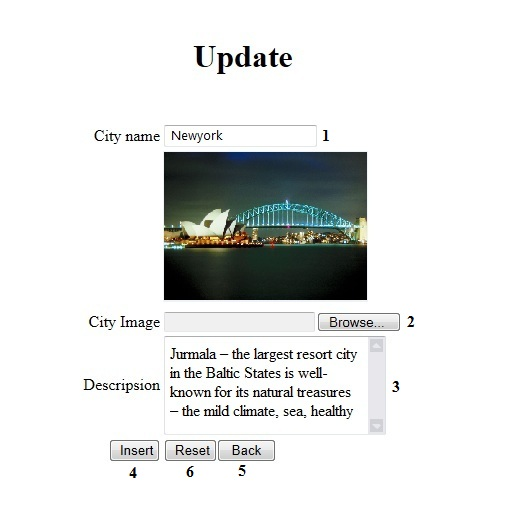 Update
City name Newyork 1
City Image Browse... 2
Descripsion
Jurmala – the largest resort city
in the Baltic States is well-
known for its natural treasures
– the mild climate, sea, healthy
3
Insert Reset Back
4 6 5